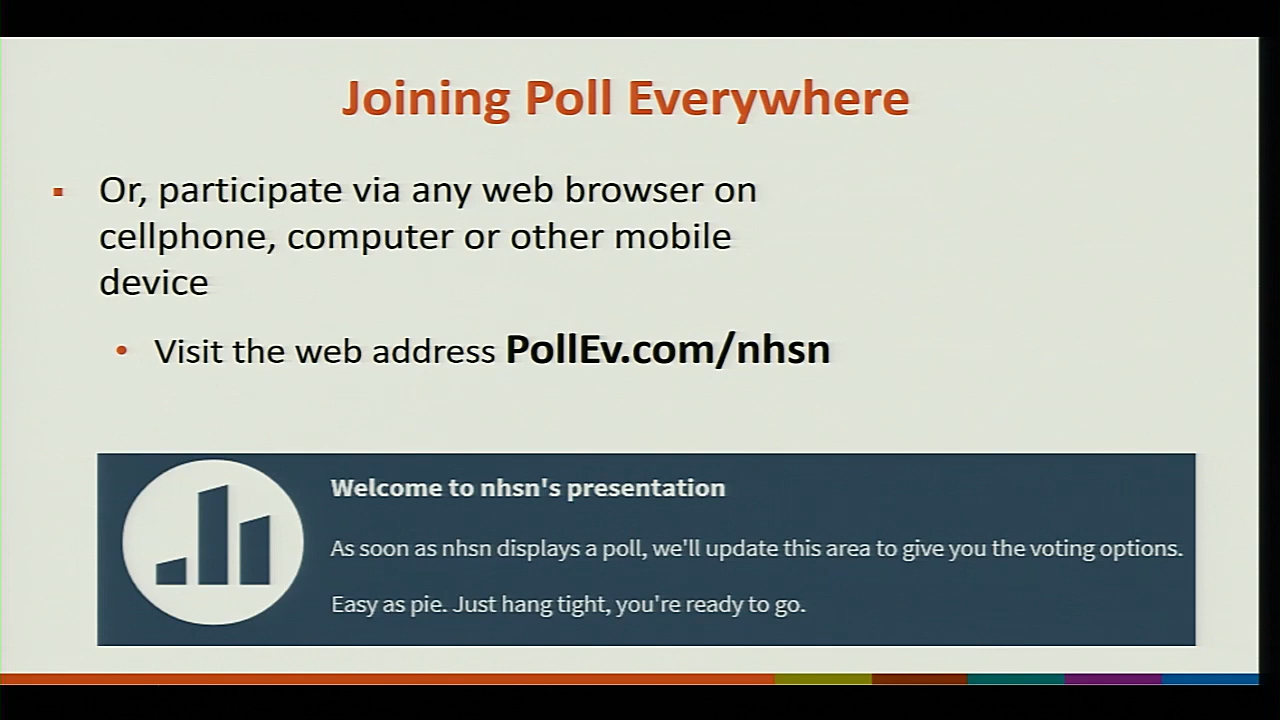 Joining Poll Everywhere
Or, participate via any web browser on
cellphone, computer or other mobile
device
Visit the web address PollEv.com/nhsn
Welcome to nhsn's presentation
As soon as nhsn displays a poll, we'll update this area to give you the voting options.
Easy as pie. Just hang tight, you're ready to go.